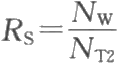 R_S = N_W / N_T2